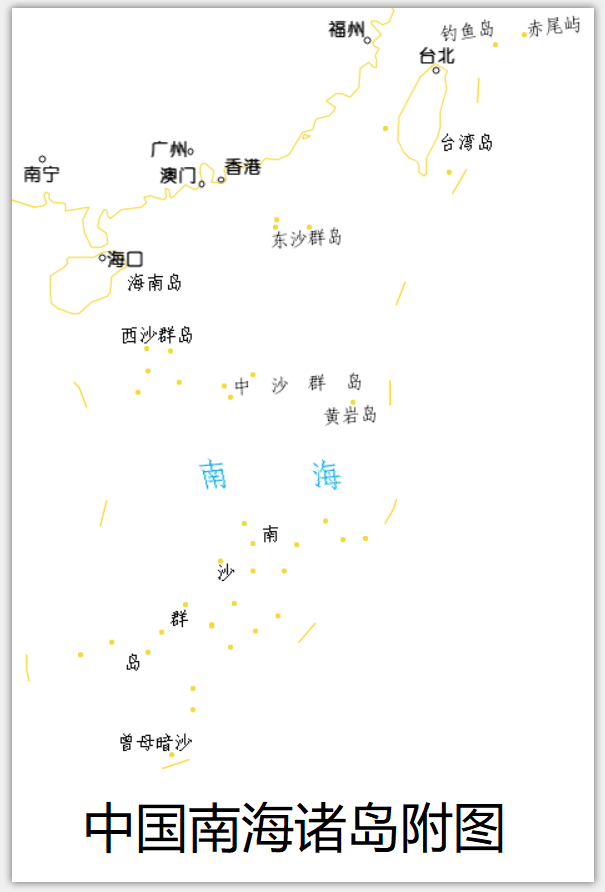 福州
钓鱼岛
赤尾屿
台北
台湾岛
广州
香港
澳门
南宁
东沙群岛
海口
海南岛
西沙群岛
中沙群岛
黄岩岛
南海
南
沙
群
岛
曾母暗沙
中国南海诸岛附图